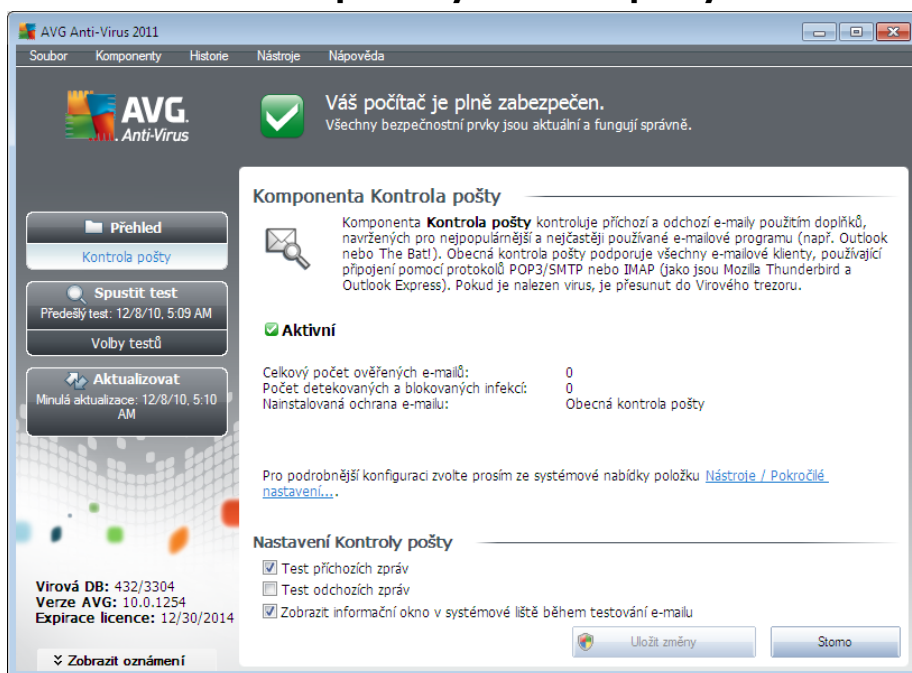 AVG Anti-Virus 2011
Soubor Komponenty Historie Nástroje Nápověda
AVG.
Anti-Virus
Váš počítač je plně zabezpečen.
Všechny bezpečnostní prvky jsou aktuální a fungují správně.
Přehled
Kontrola pošty
Spustit test
Předešlý test: 12/8/10, 5:09 AM
Volby testů
Aktualizovat
Minulá aktualizace: 12/8/10, 5:10
AM
Virová DB: 432/3304
Verze AVG: 10.0.1254
Expirace licence: 12/30/2014
Zobrazit oznámení
Komponenta Kontrola pošty
Komponenta Kontrola pošty kontroluje příchozí a odchozí e-maily použitím doplňků,
navržených pro nejpopulárnější a nejčastěji používané e-mailové programu (např. Outlook
nebo The Bat!). Obecná kontrola pošty podporuje všechny e-mailové klienty, používající
připojení pomocí protokolů POP3/SMTP nebo IMAP (jako jsou Mozilla Thunderbird a
Outlook Express). Pokud je nalezen virus, je přesunut do Virového trezoru.
Aktivní
Celkový počet ověřených e-mailů: 0
Počet detekovaných a blokovaných infekcí: 0
Nainstalovaná ochrana e-mailu: Obecná kontrola pošty
Pro podrobnější konfiguraci zvolte prosím ze systémové nabídky položku Nástroje / Pokročilé
nastavení....
Nastavení Kontroly pošty
Test příchozích zpráv
Test odchozích zpráv
Zobrazit informační okno v systémové liště během testování e-mailu
Uložit změny
Storno